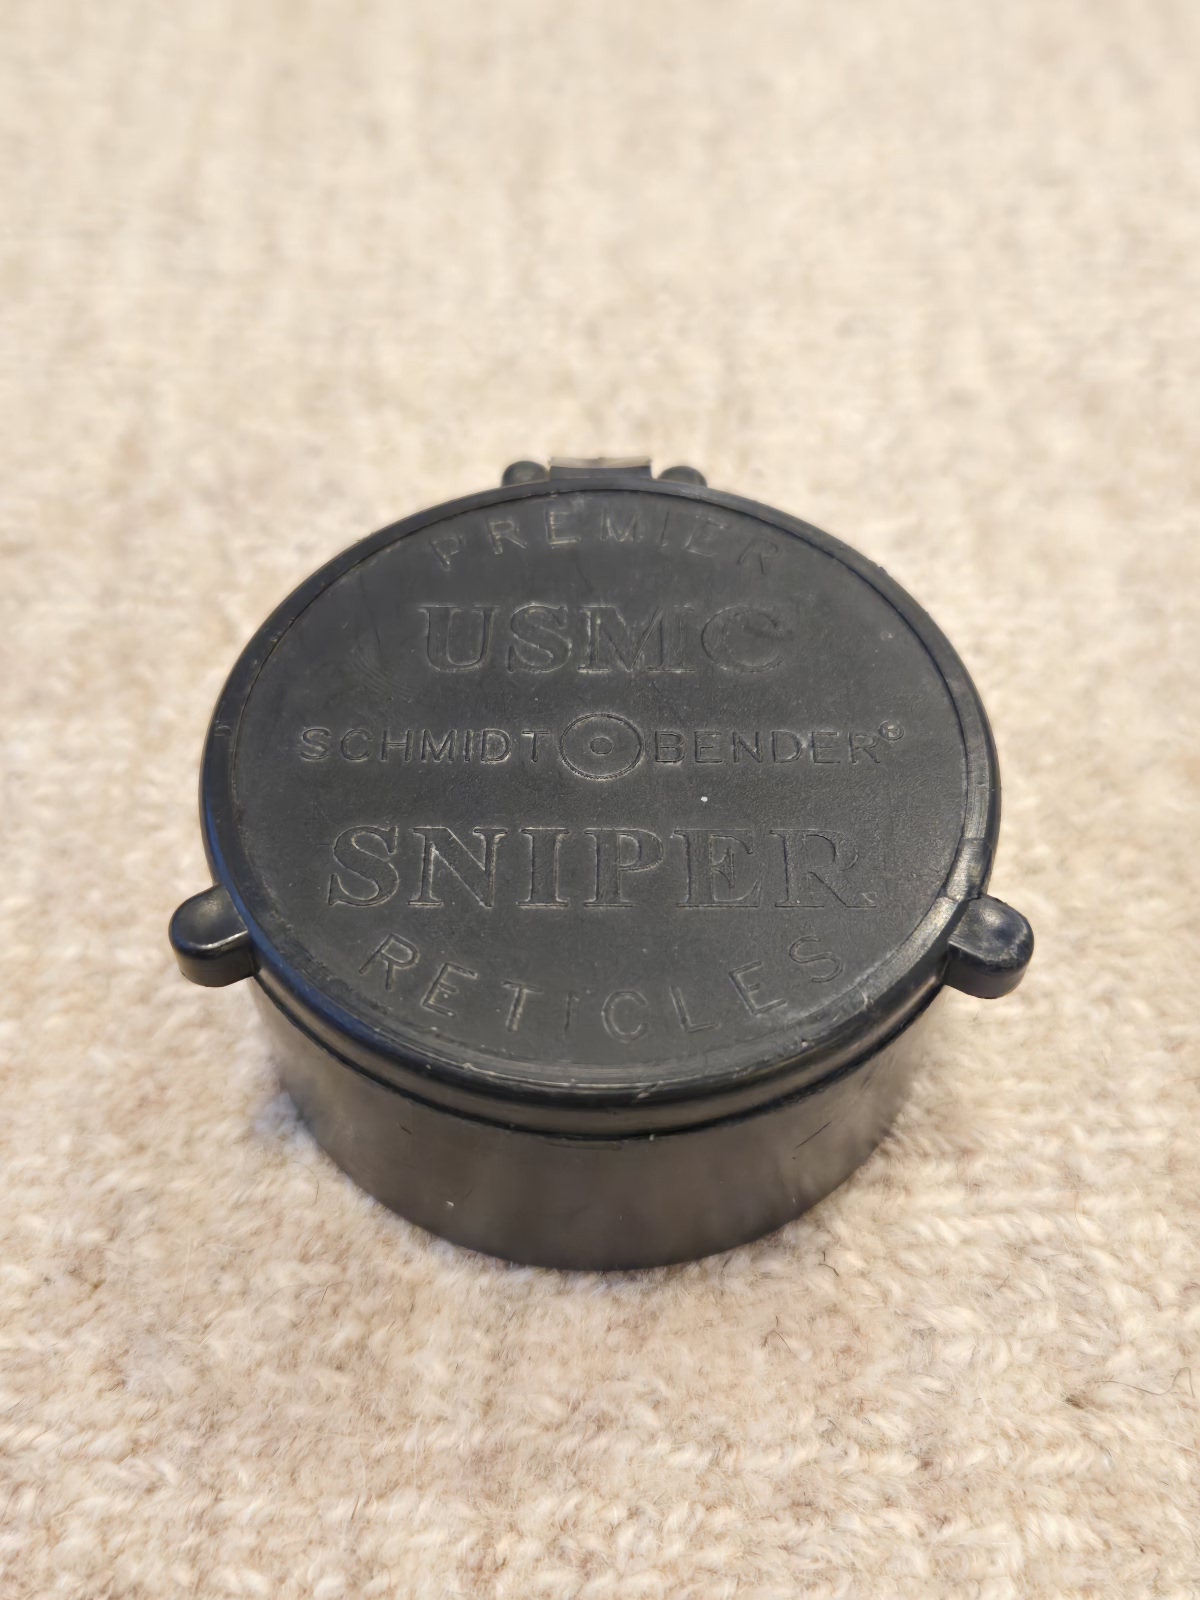 PREMIER
USMC
SCHMIDT BENDER®
SNIPER
RETICLES